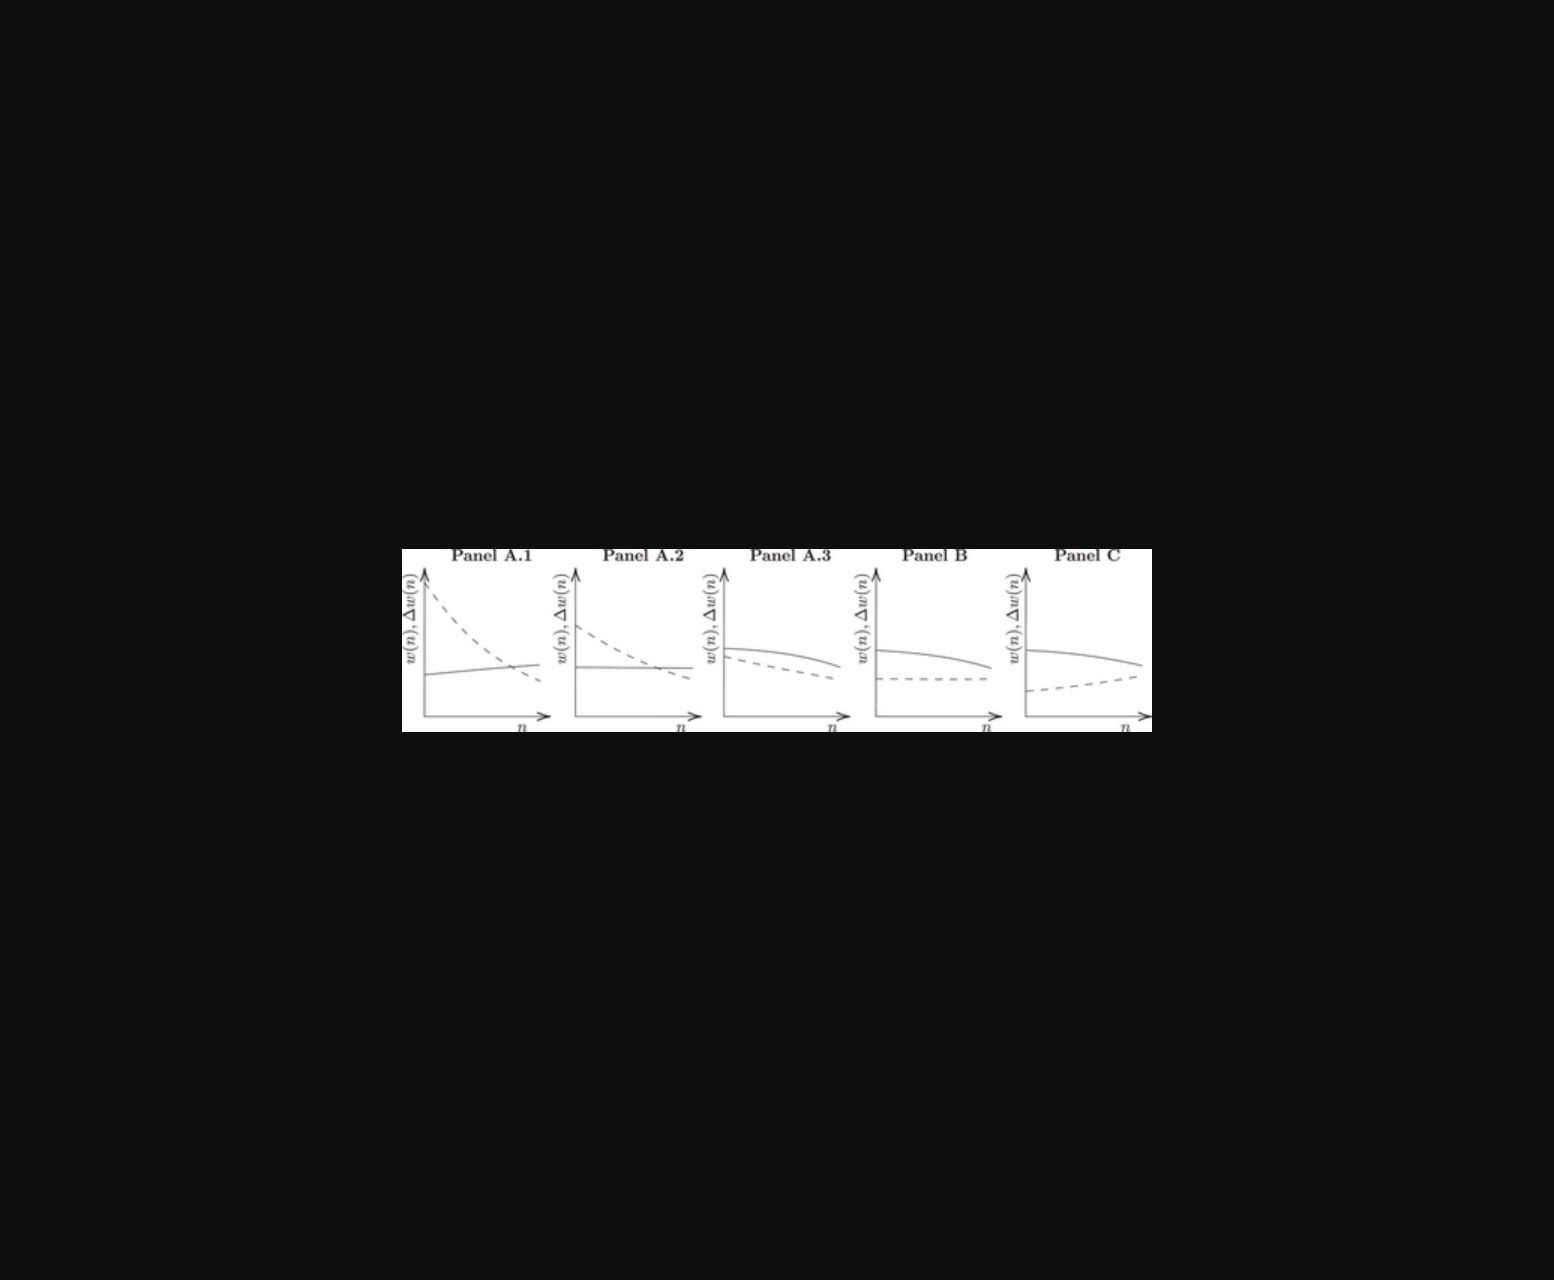 Panel A.1
Panel A.2
Panel A.3
Panel B
Panel C
w(n), Δw(n)
w(n), Δw(n)
w(n), Δw(n)
w(n), Δw(n)
w(n), Δw(n)
n
n
n
n
n